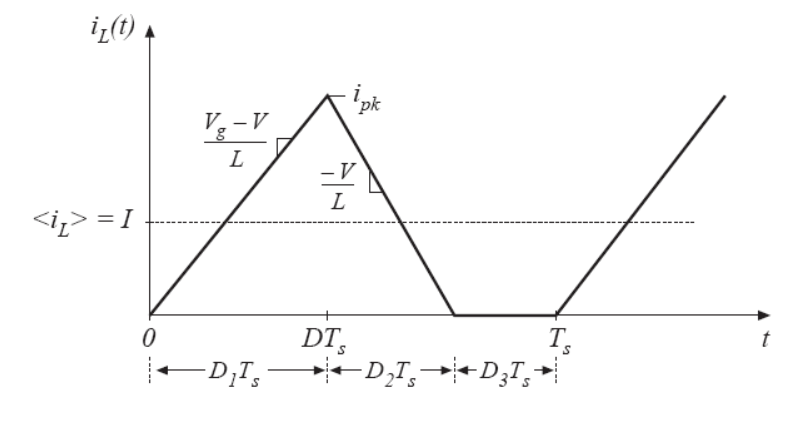 i_L(t)
i_pk
V_g – V
L
–V
L
<i_L> = I
0
DT_s
T_s
t
D_1T_s
D_2T_s
D_3T_s